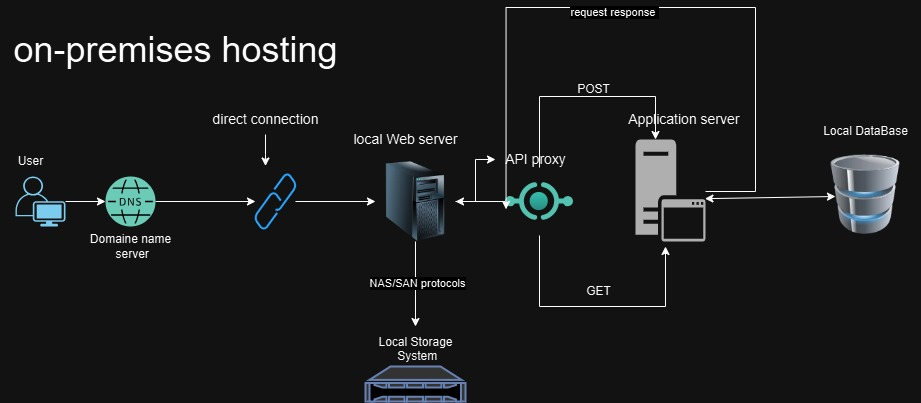 request response
on-premises hosting
POST
direct connection
Application server
local Web server
Local DataBase
User
API proxy
DNS
Domaine name
server
NAS/SAN protocols
GET
Local Storage
System